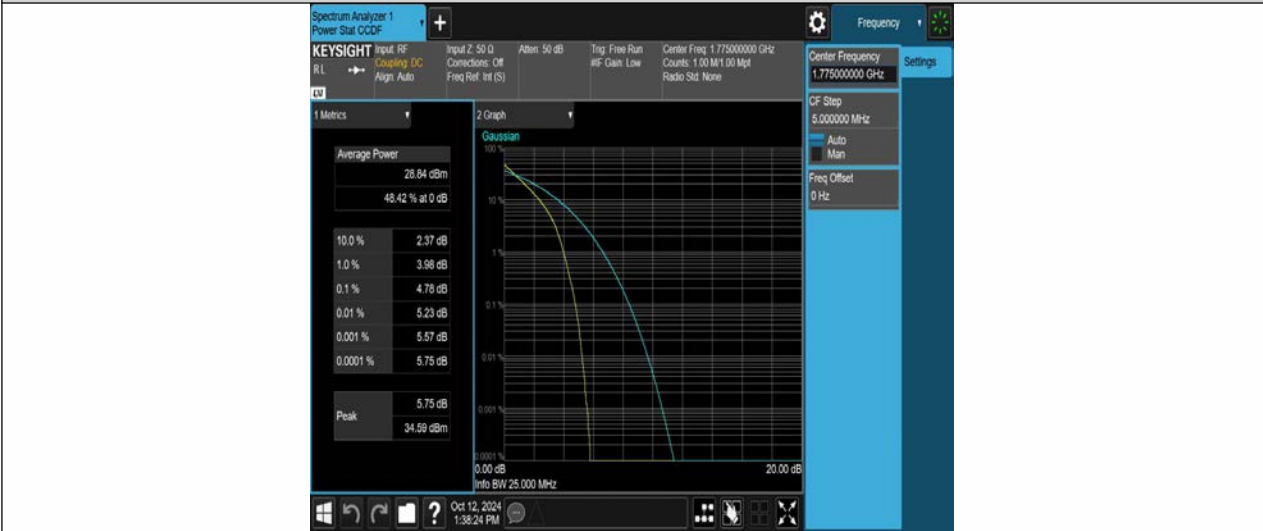 Spectrum Analyzer 1
Power Stat CCDF
+
Frequency
KEYSIGHT
RL
Input: RF
Coupling: DC
Align: Auto
Input Z: 50 Ω
Corrections: Off
Freq Ref: Int (S)
Atten: 50 dB
Trig: Free Run
#IF Gain: Low
Center Freq: 1.775000000 GHz
Counts: 1.00 M/1.00 Mpt
Radio Std: None
1 Metrics
Average Power
28.84 dBm
48.42 % at 0 dB
10.0 % 2.37 dB
1.0 % 3.98 dB
0.1 % 4.78 dB
0.01 % 5.23 dB
0.001 % 5.57 dB
0.0001 % 5.75 dB
Peak
5.75 dB
34.59 dBm
2 Graph
Gaussian
100 %
10 %
1 %
0.1 %
0.01 %
0.001 %
0.0001 %
0.00 dB 20.00 dB
Info BW 25.000 MHz
Center Frequency
1.775000000 GHz
Settings
CF Step
5.000000 MHz
Auto
Man
Freq Offset
0 Hz
?
Oct 12, 2024
1:38:24 PM